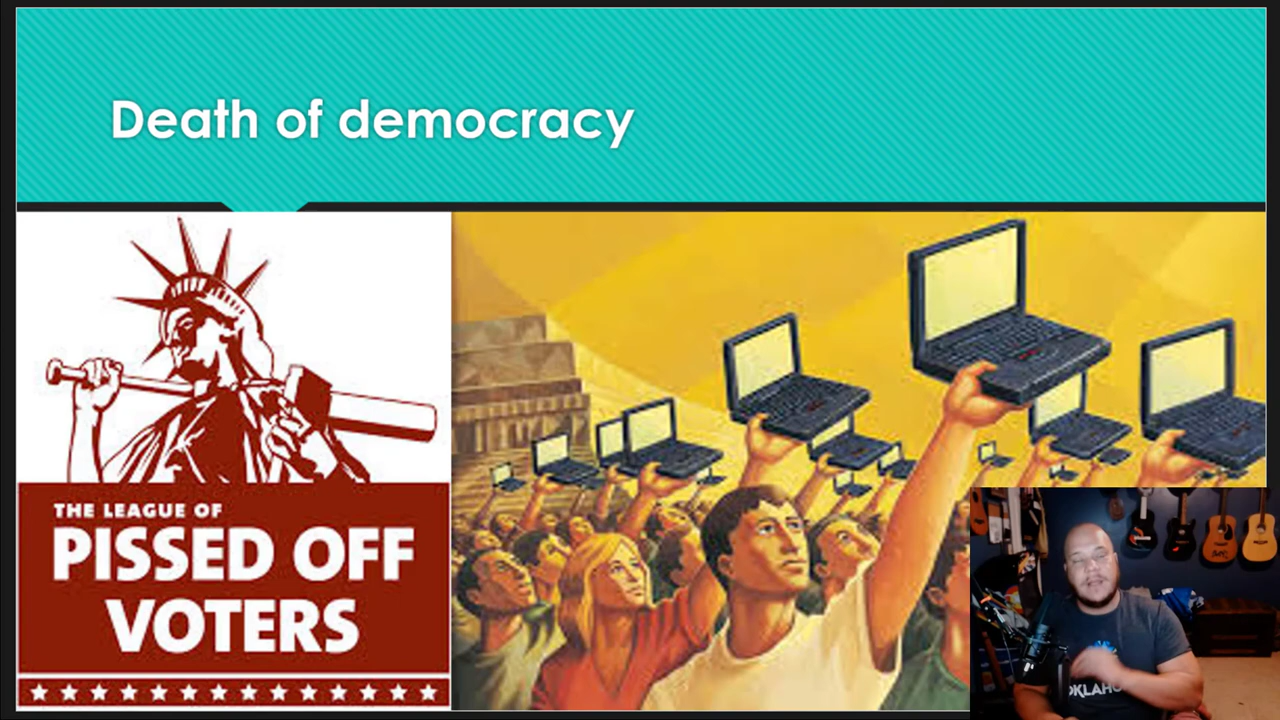 Death of democracy
THE LEAGUE OF
PISSED OFF
VOTERS